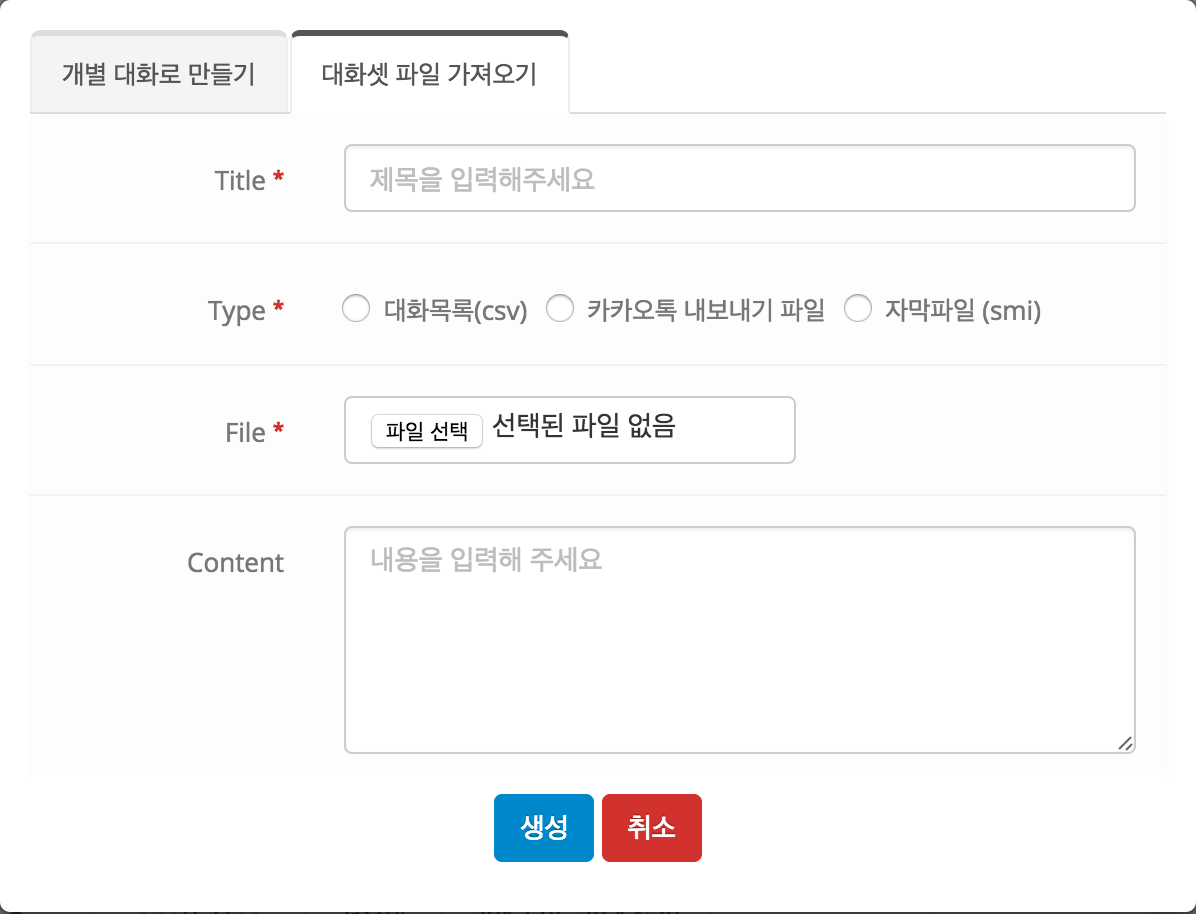 개별 대화로 만들기 대화셋 파일 가져오기
Title * 제목을 입력해주세요
Type * 대화목록(csv) 카카오톡 내보내기 파일 자막파일 (smi)
File * 파일 선택 선택된 파일 없음
Content 내용을 입력해 주세요
생성 취소